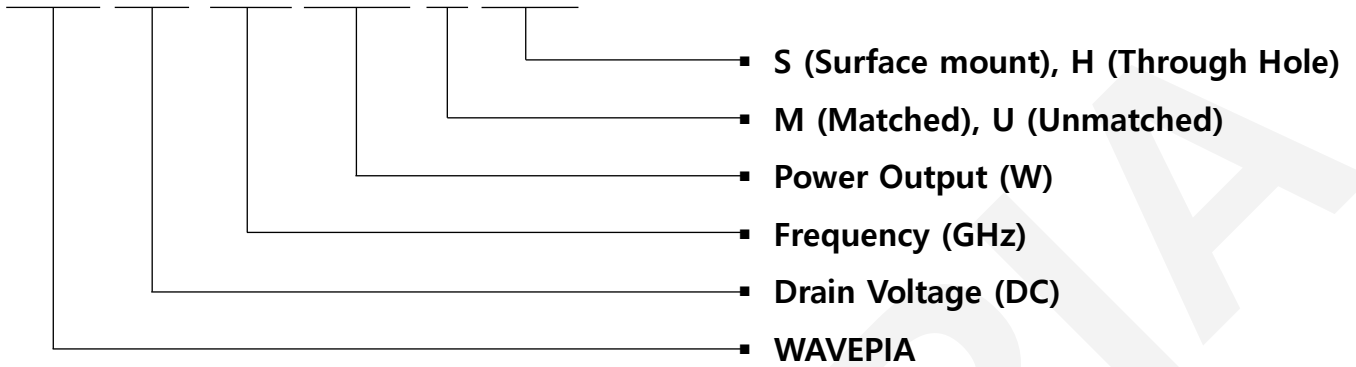 S (Surface mount), H (Through Hole)
M (Matched), U (Unmatched)
Power Output (W)
Frequency (GHz)
Drain Voltage (DC)
WAVEPIA